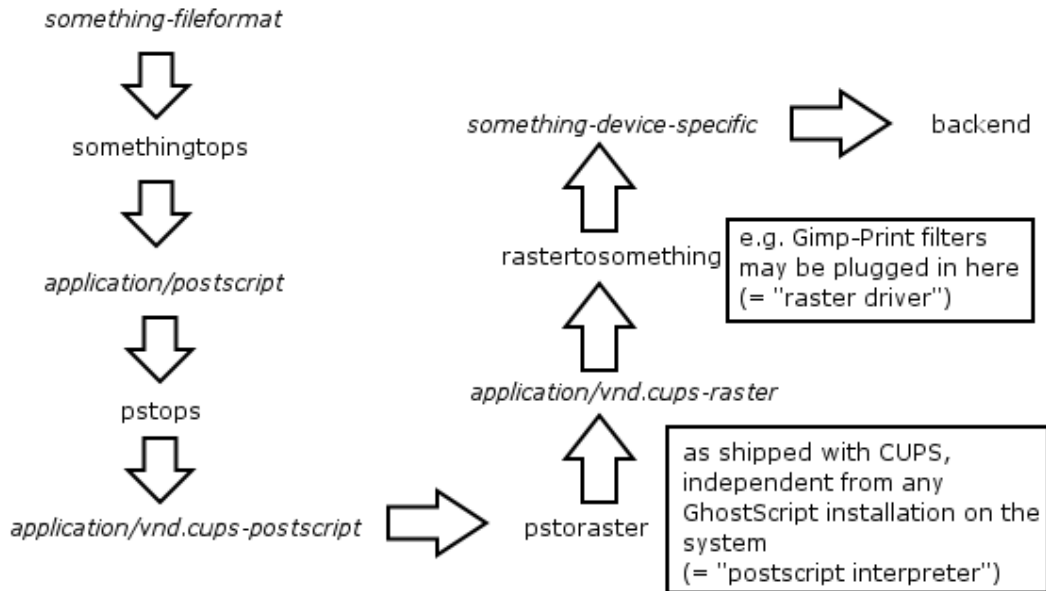 something-fileformat
somethingtops
application/postscript
pstops
application/vnd.cups-postscript
pstoraster
as shipped with CUPS,
independent from any
GhostScript installation on the
system
(= "postscript interpreter")
application/vnd.cups-raster
rastertosomething
e.g. Gimp-Print filters
may be plugged in here
(= "raster driver")
something-device-specific
backend